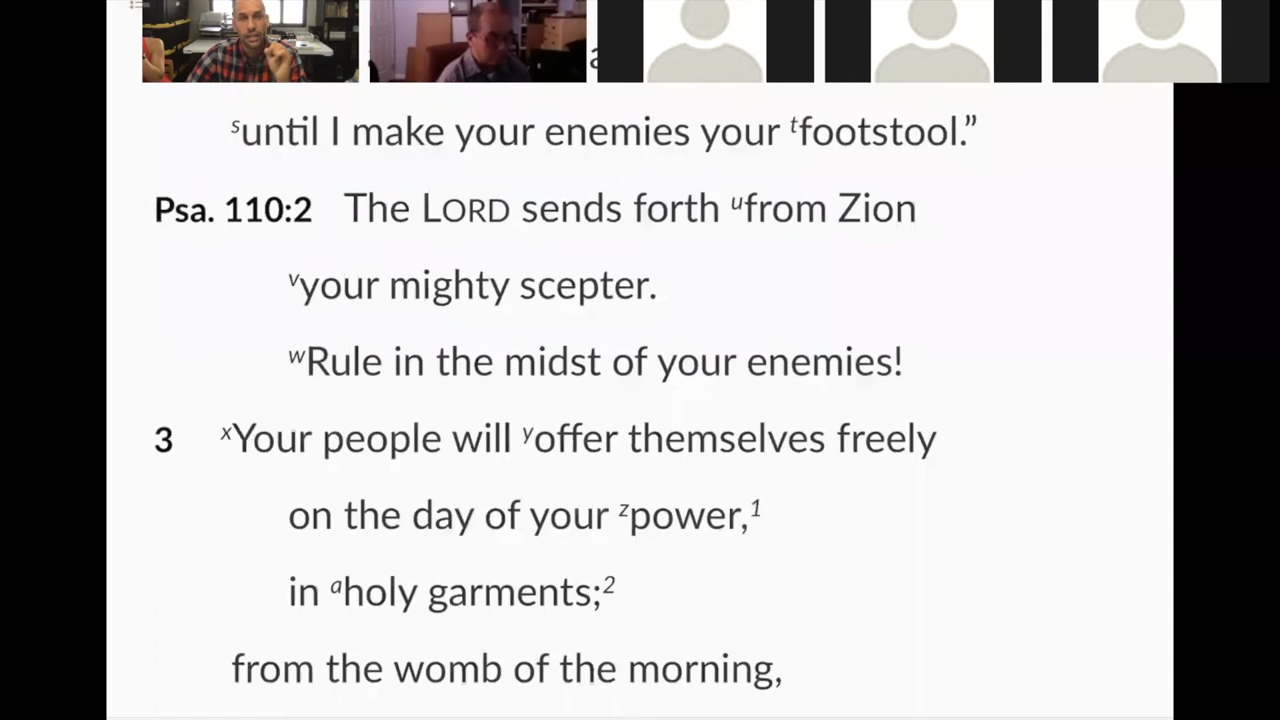 ˢuntil I make your enemies your ᵗfootstool.”
Psa. 110:2 The LORD sends forth ᵘfrom Zion
ᵛyour mighty scepter.
ʷRule in the midst of your enemies!
3 ˣYour people will ʸoffer themselves freely
on the day of your ᶻpower,¹
in ᵃholy garments;²
from the womb of the morning,